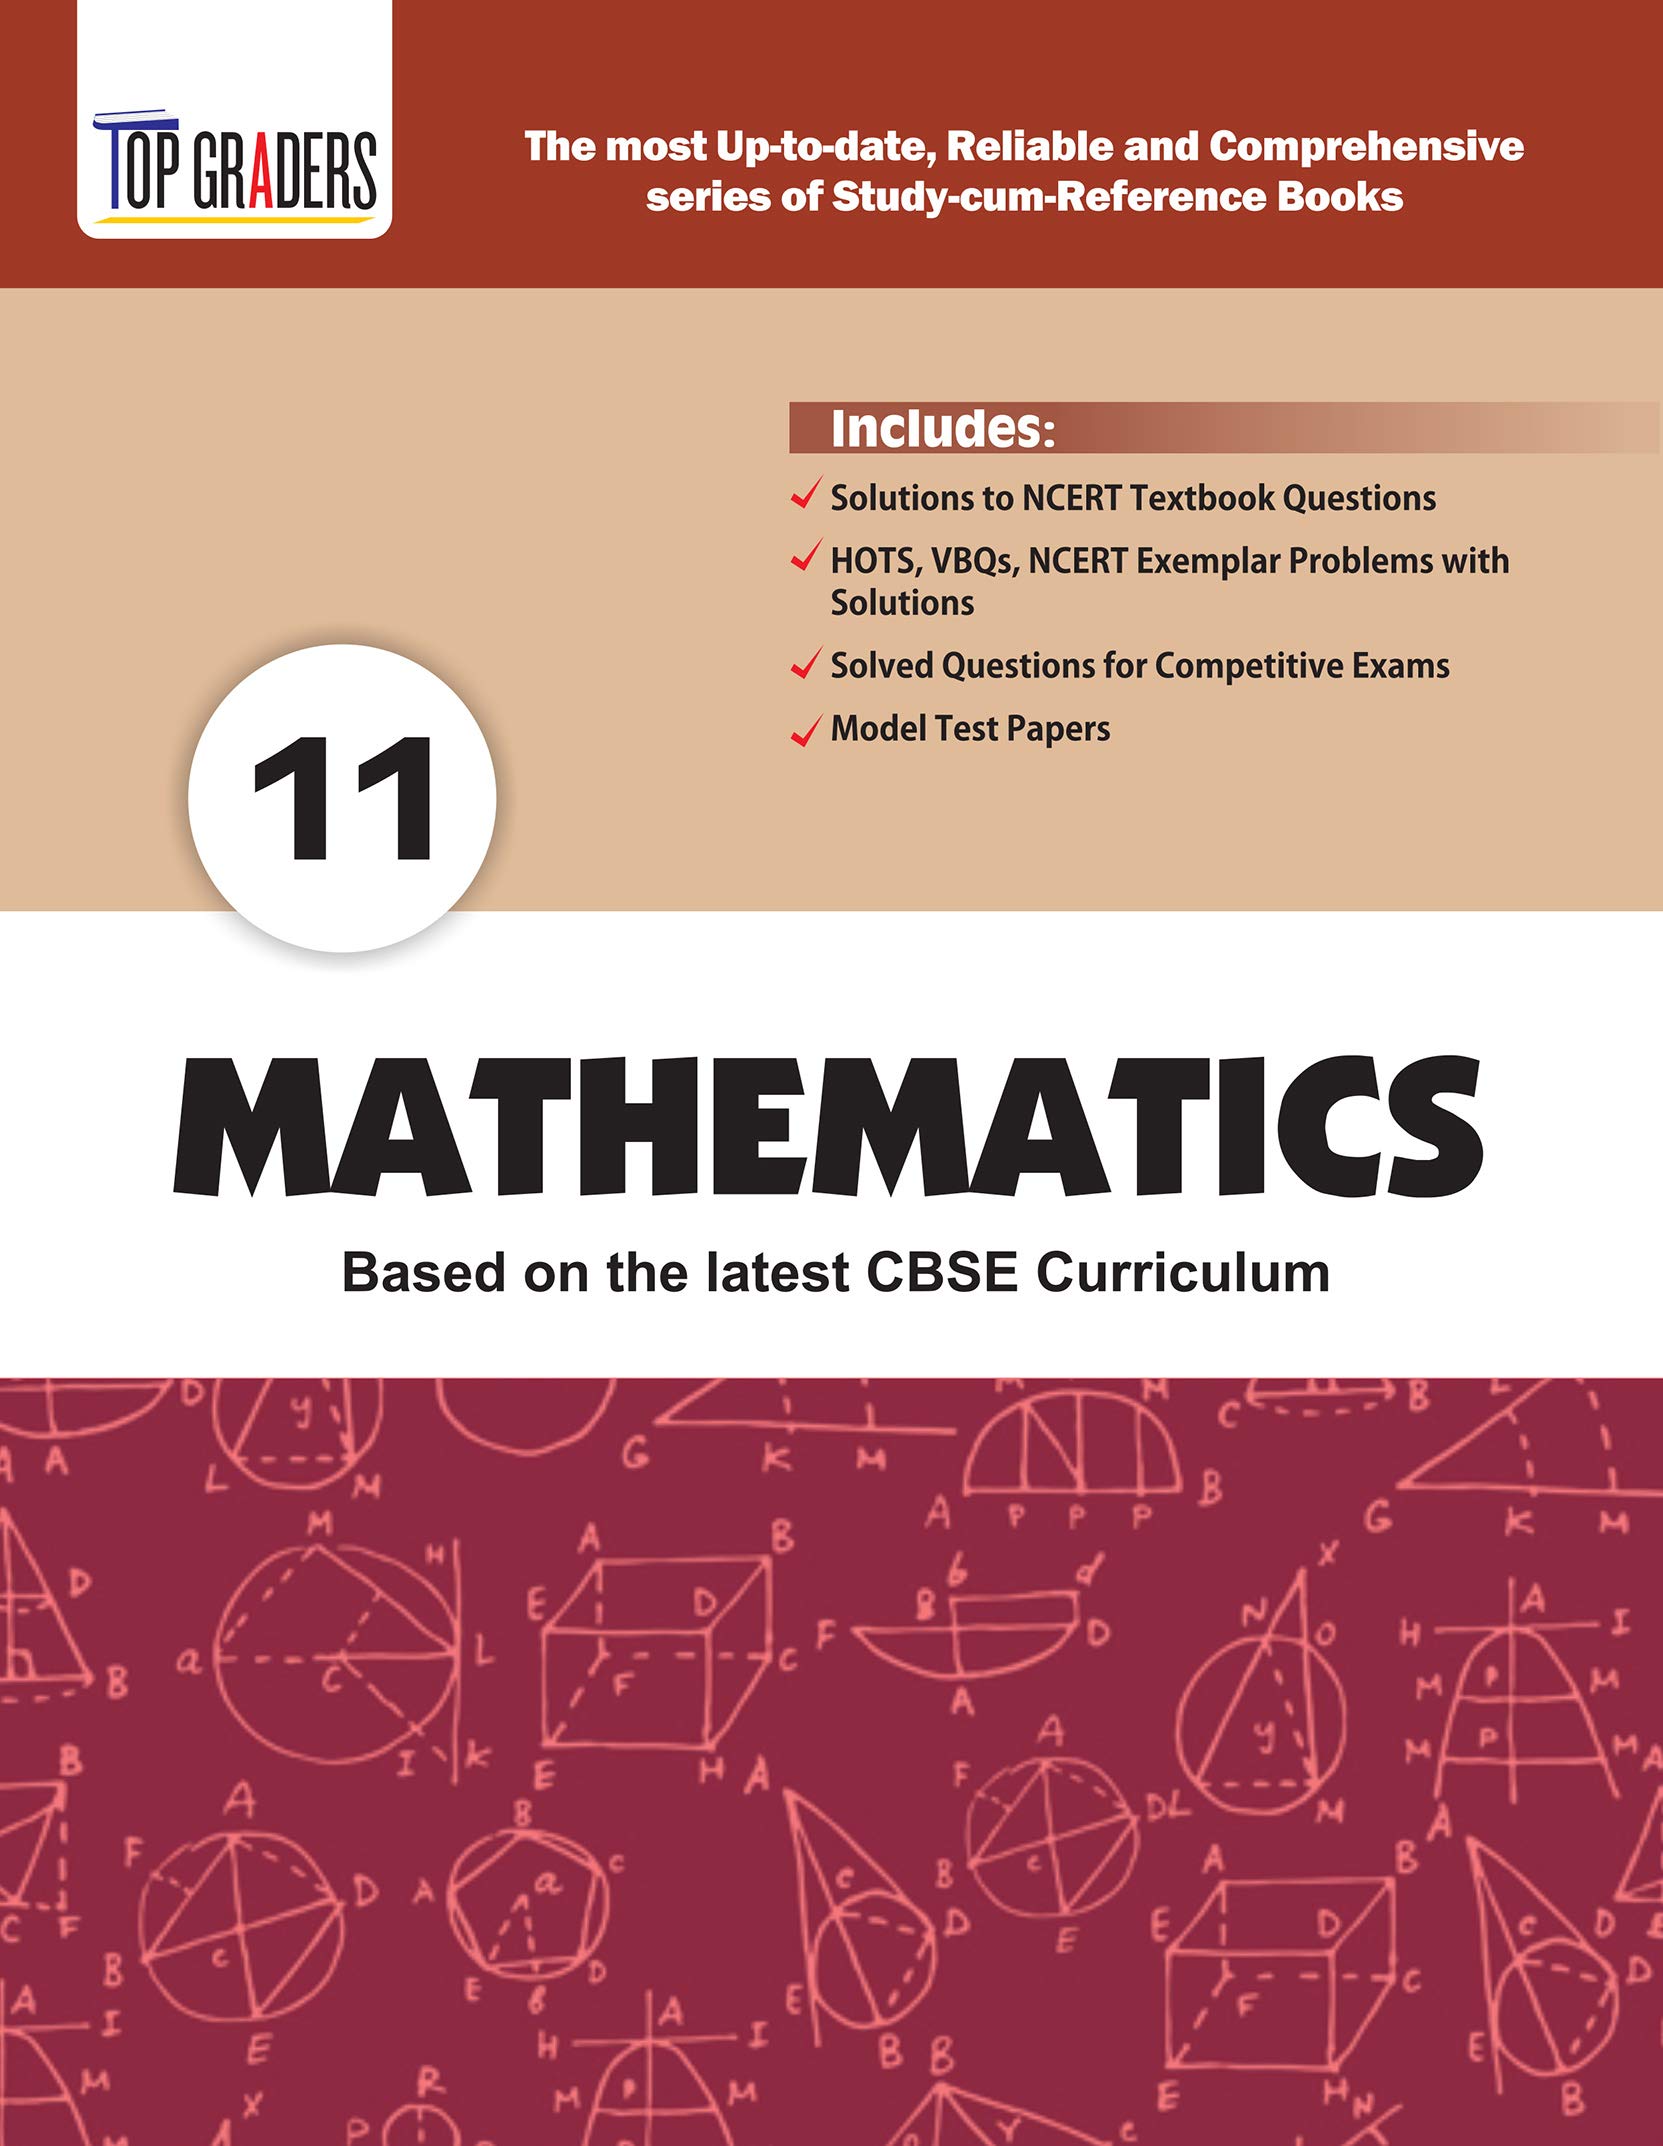 TOP GRADERS
The most Up-to-date, Reliable and Comprehensive
series of Study-cum-Reference Books
Includes:
Solutions to NCERT Textbook Questions
HOTS, VBQs, NCERT Exemplar Problems with
Solutions
Solved Questions for Competitive Exams
Model Test Papers
11
MATHEMATICS
Based on the latest CBSE Curriculum